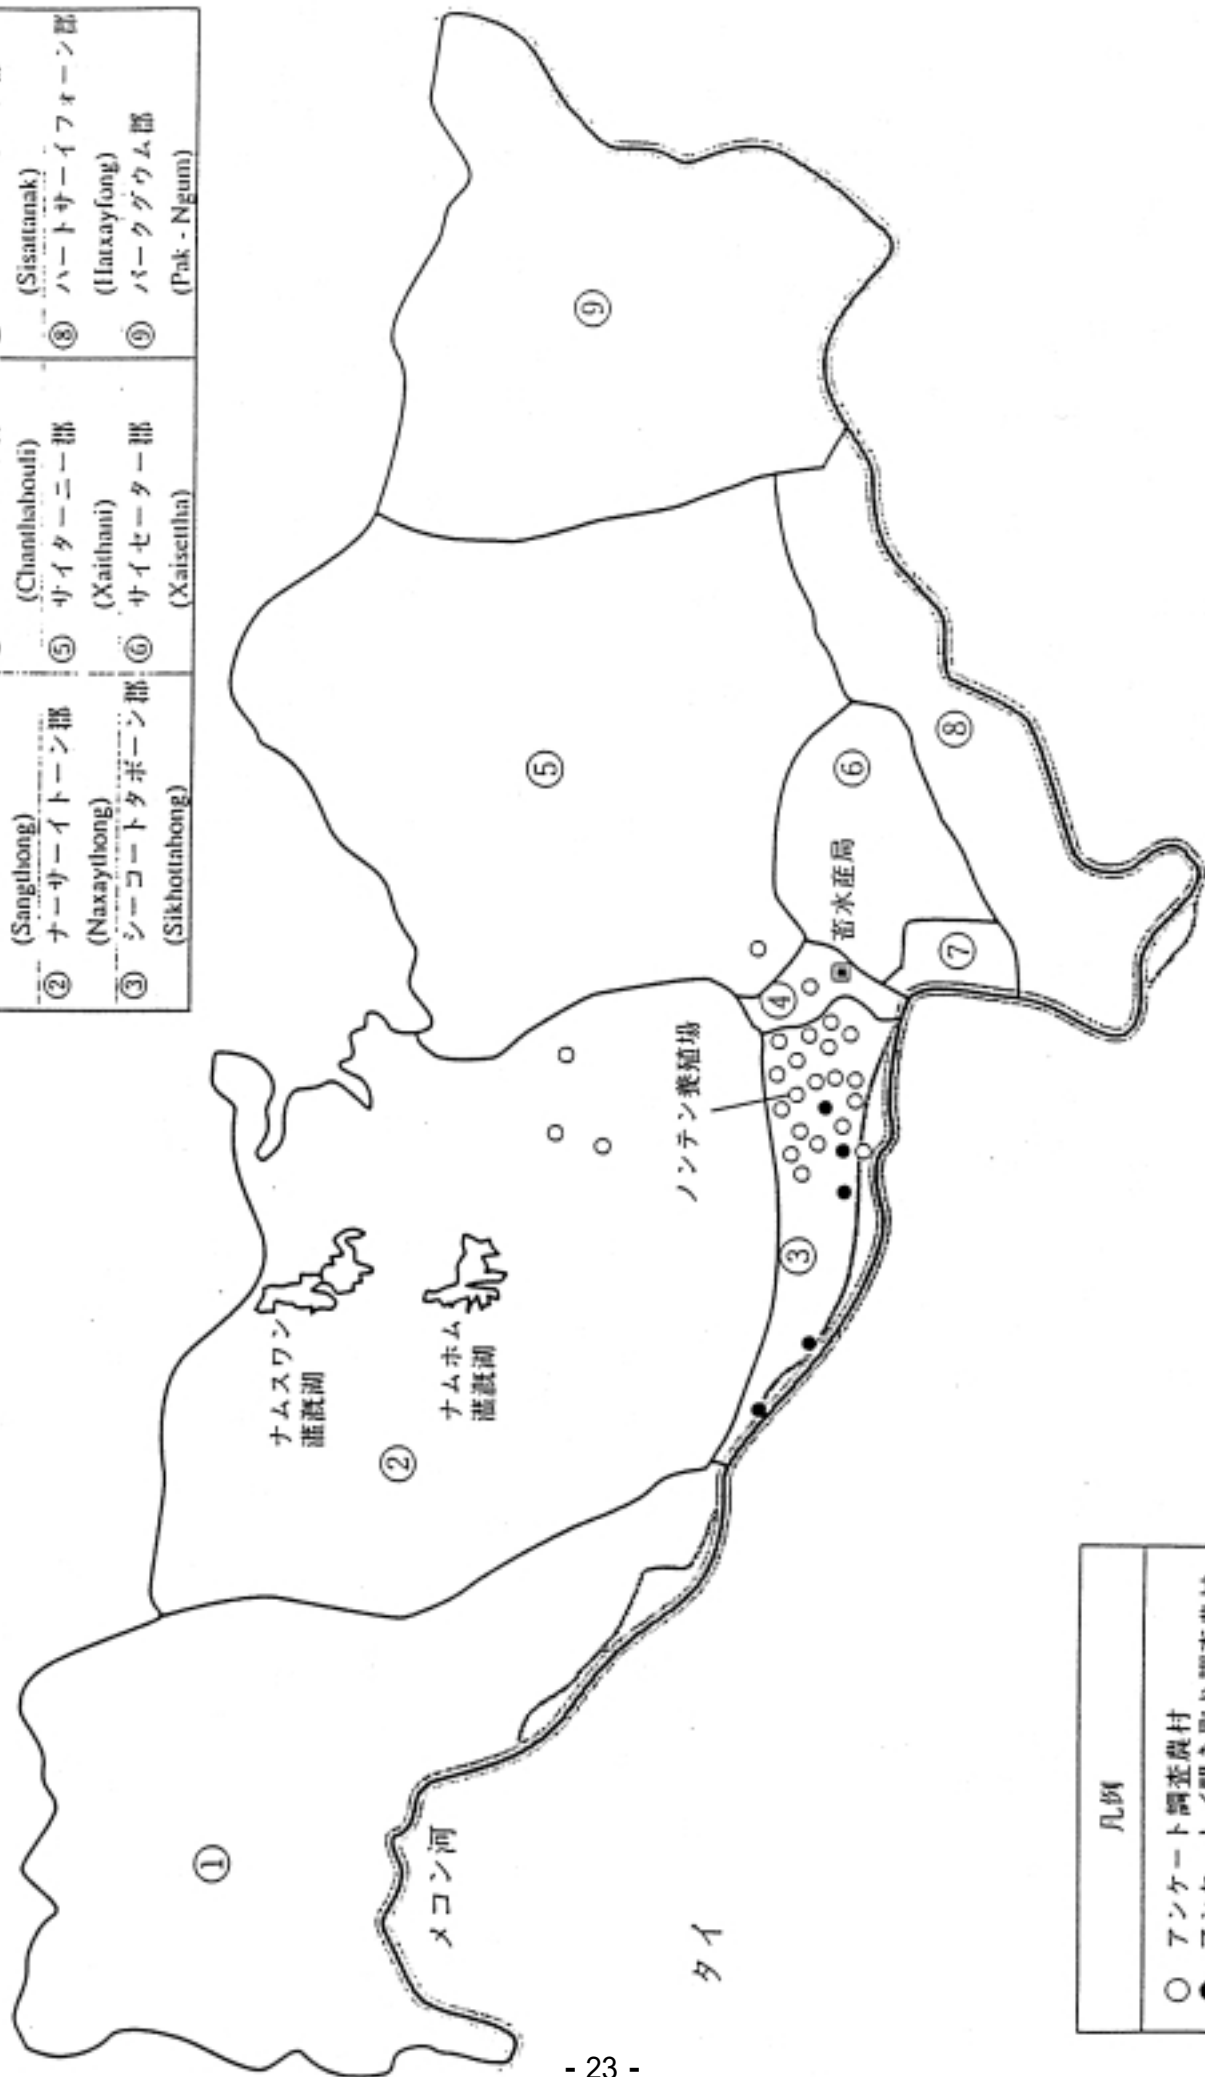 (Sangthong)
② ナーサーイトーン郡
(Naxaythong)
③ シーコートタボーン郡
(Sikhottabong)
(Chanthabouli)
⑤ サイターニー郡
(Xaithani)
⑥ サイセーター郡
(Xaisettha)
(Sisattanak)
⑧ ハートサーイフォーン郡
(Hatxayfong)
⑨ パークグウム郡
(Pak - Ngum)
①
②
③
④
⑤
⑥
⑦
⑧
⑨
ナムスワン
灌漑湖
ナムホム
灌漑湖
ノンテン養殖場
畜水産局
メコン河
タイ
凡例
○ アンケート調査農村
- 23 -